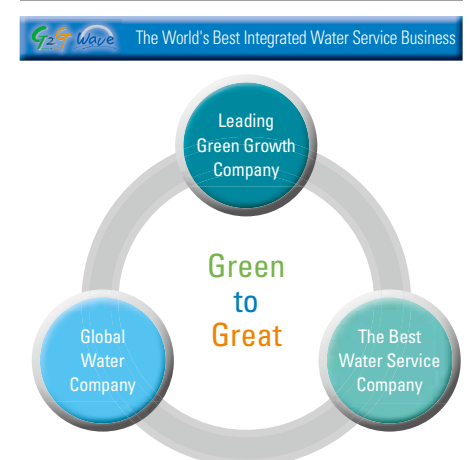 G2G Wave The World's Best Integrated Water Service Business
Leading
Green Growth
Company
Green
to
Great
Global
Water
Company
The Best
Water Service
Company